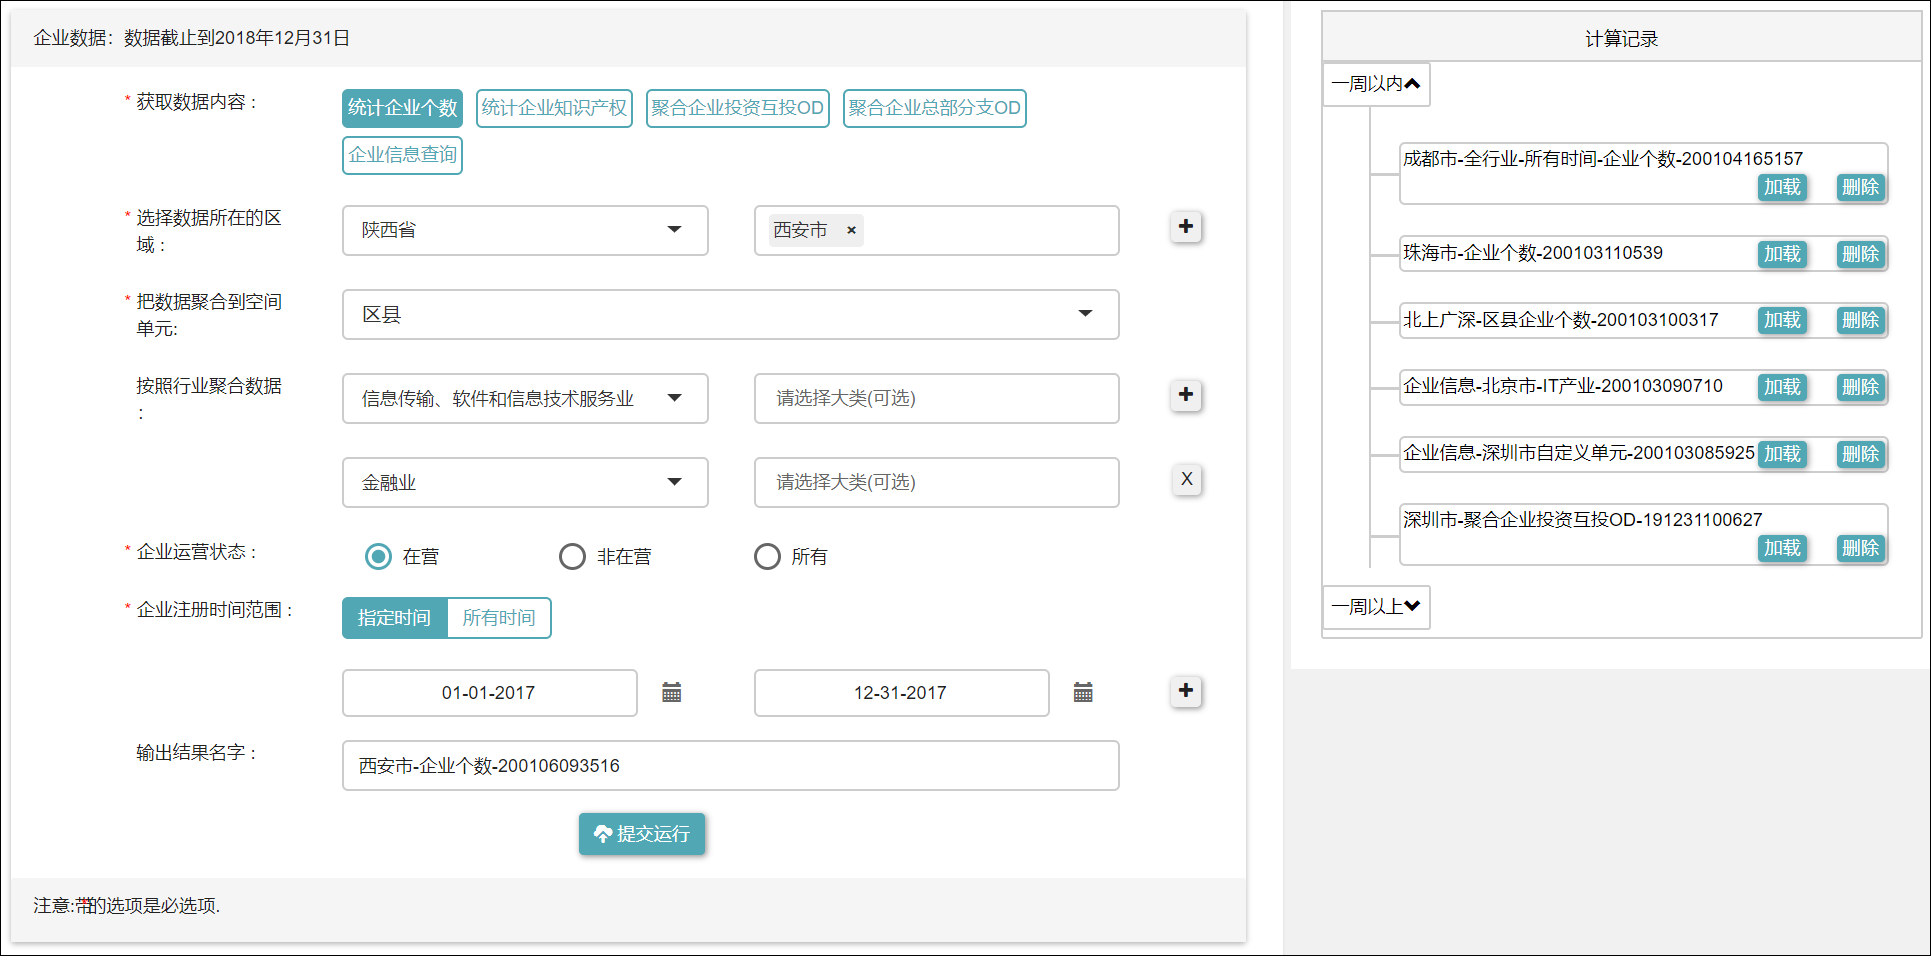 企业数据：数据截止到2018年12月31日
* 获取数据内容 :
统计企业个数
统计企业知识产权
聚合企业投资互投OD
聚合企业总部分支OD
企业信息查询
* 选择数据所在的区
域 :
陕西省
西安市 ×
+
* 把数据聚合到空间
单元:
区县
按照行业聚合数据
:
信息传输、软件和信息技术服务业
请选择大类(可选)
+
金融业
请选择大类(可选)
X
* 企业运营状态 :
在营
非在营
所有
* 企业注册时间范围 :
指定时间
所有时间
01-01-2017
12-31-2017
+
输出结果名字 :
西安市-企业个数-200106093516
提交运行
注意:带*的选项是必选项.
计算记录
一周以内
成都市-全行业-所有时间-企业个数-200104165157
加载 删除
珠海市-企业个数-200103110539 加载 删除
北上广深-区县企业个数-200103100317 加载 删除
企业信息-北京市-IT产业-200103090710 加载 删除
企业信息-深圳市自定义单元-200103085925 加载 删除
深圳市-聚合企业投资互投OD-191231100627
加载 删除
一周以上